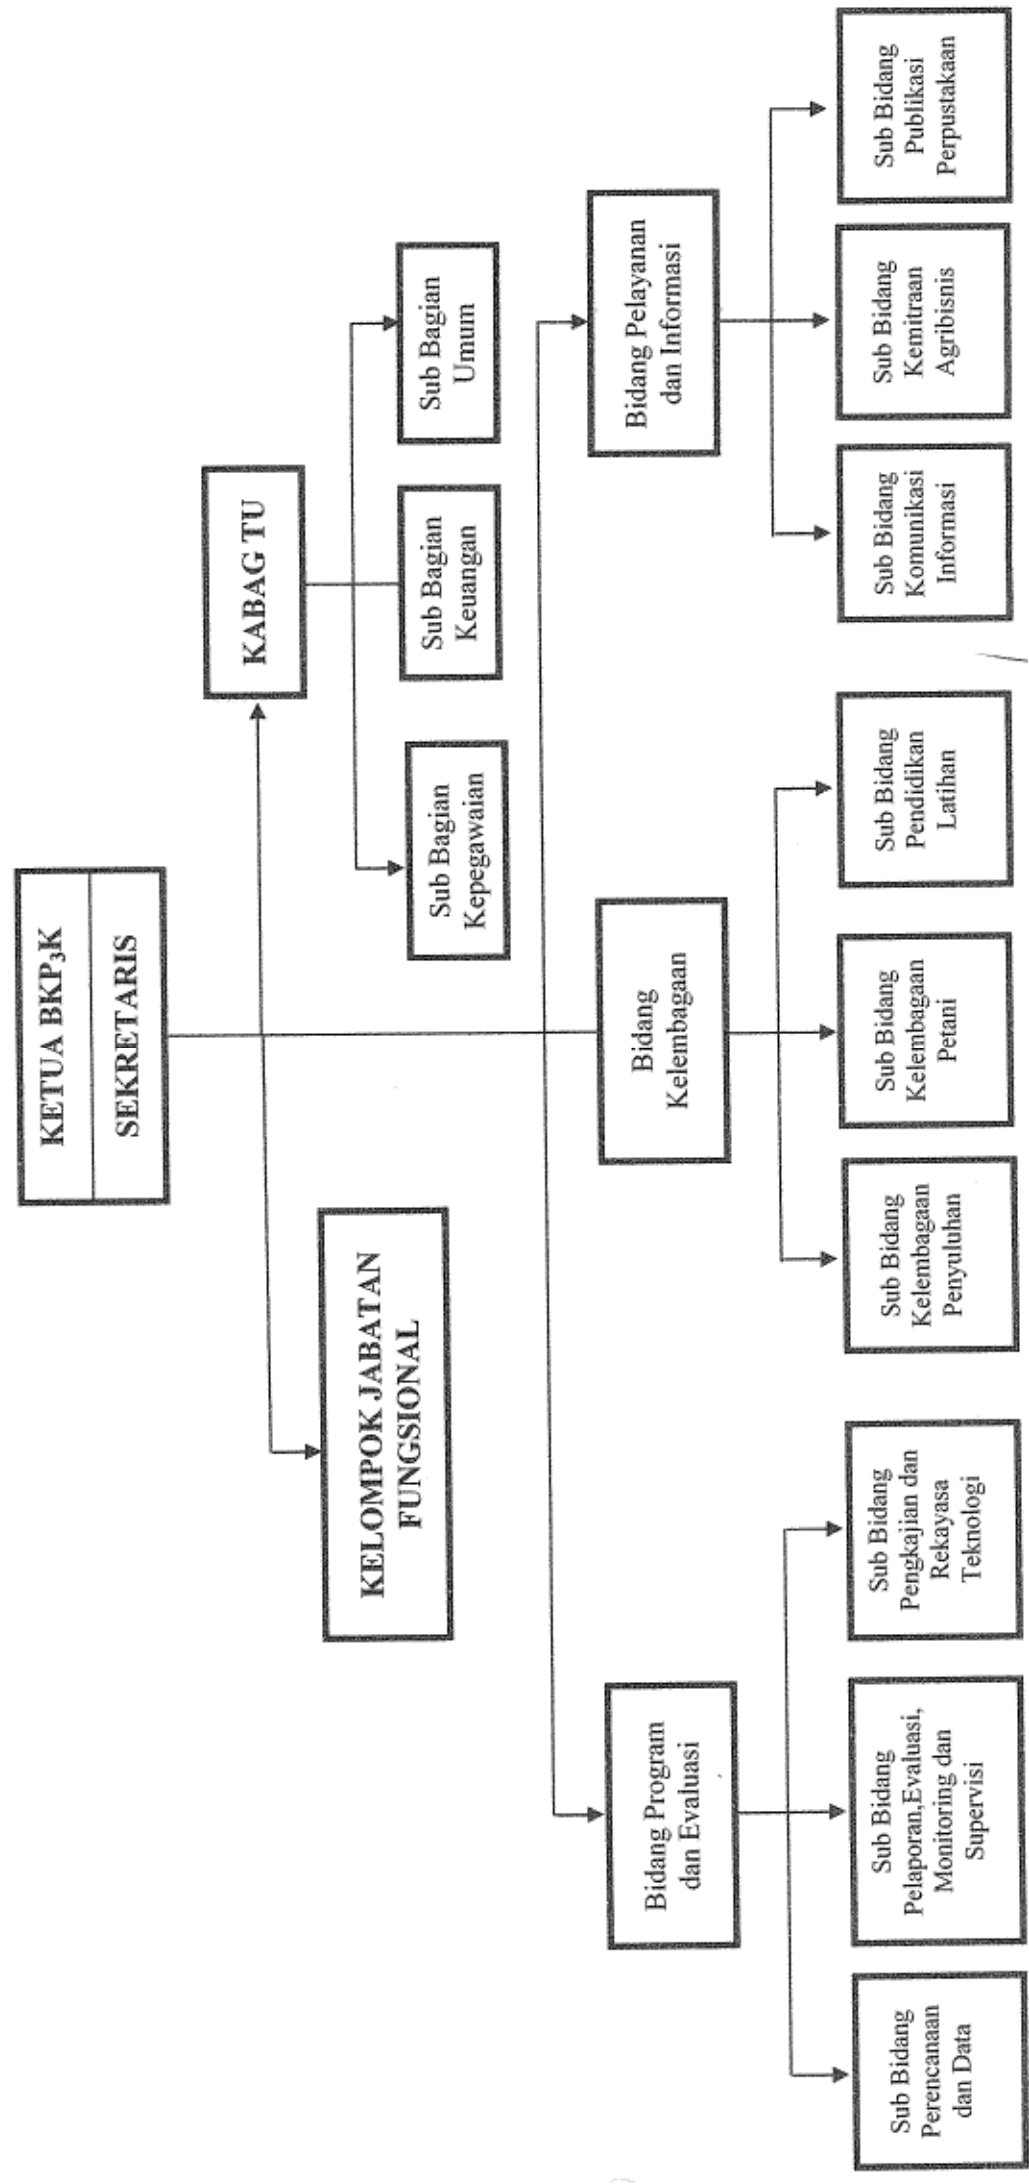 KETUA BKP₃K
SEKRETARIS
KABAG TU
KELOMPOK JABATAN
FUNGSIONAL
Sub Bagian
Kepegawaian
Sub Bagian
Keuangan
Sub Bagian
Umum
Bidang Program
dan Evaluasi
Bidang
Kelembagaan
Bidang Pelayanan
dan Informasi
Sub Bidang
Perencanaan
dan Data
Sub Bidang
Pelaporan,Evaluasi,
Monitoring dan
Supervisi
Sub Bidang
Pengkajian dan
Rekayasa
Teknologi
Sub Bidang
Kelembagaan
Penyuluhan
Sub Bidang
Kelembagaan
Petani
Sub Bidang
Pendidikan
Latihan
Sub Bidang
Komunikasi
Informasi
Sub Bidang
Kemitraan
Agribisnis
Sub Bidang
Publikasi
Perpustakaan